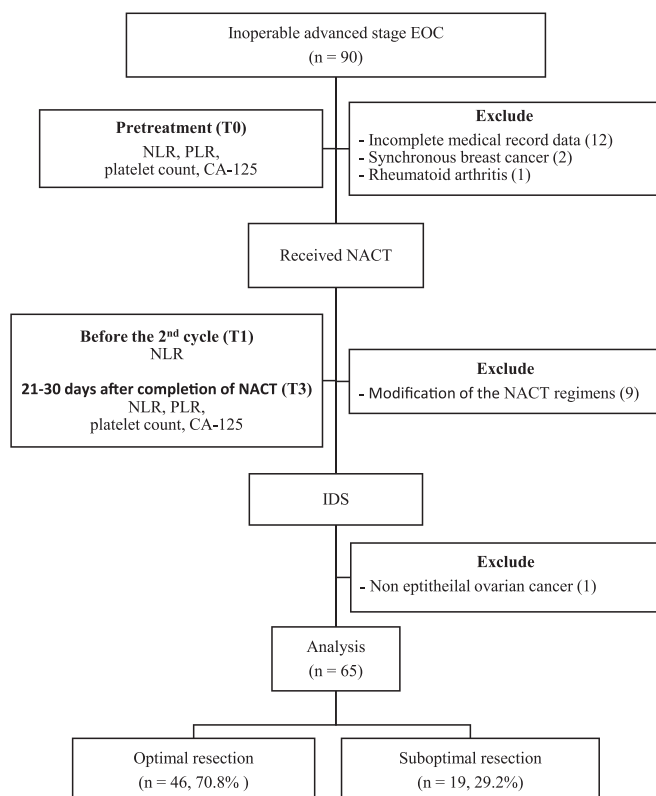 Inoperable advanced stage EOC
(n = 90)
Pretreatment (T0)
NLR, PLR,
platelet count, CA-125
Exclude
- Incomplete medical record data (12)
- Synchronous breast cancer (2)
- Rheumatoid arthritis (1)
Received NACT
Before the 2nd cycle (T1)
NLR
21-30 days after completion of NACT (T3)
NLR, PLR,
platelet count, CA-125
Exclude
- Modification of the NACT regimens (9)
IDS
Exclude
- Non eptitheilal ovarian cancer (1)
Analysis
(n = 65)
Optimal resection
(n = 46, 70.8% )
Suboptimal resection
(n = 19, 29.2%)